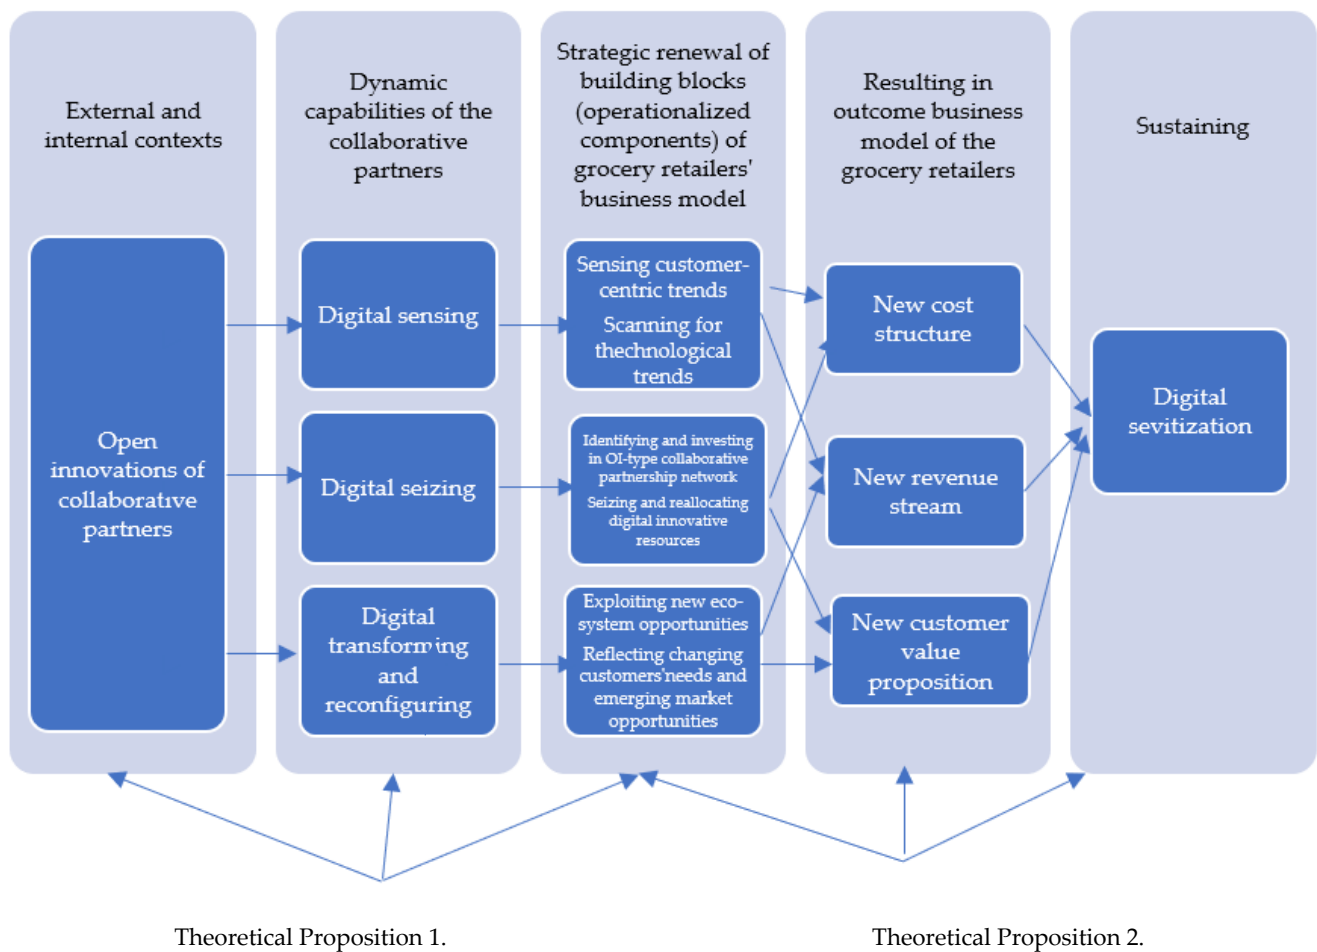 External and
internal contexts
Open
innovations of
collaborative
partners
Dynamic
capabilities of the
collaborative
partners
Digital sensing
Digital seizing
Digital
transforming
and
reconfiguring
Strategic renewal of
building blocks
(operationalized
components) of
grocery retailers'
business model
Sensing customer-
centric trends
Scanning for
thechnological
trends
Identifying and investing
in OI-type collaborative
partnership network
Seizing and reallocating
digital innovative
resources
Exploiting new eco-
system opportunities
Reflecting changing
customers'needs and
emerging market
opportunities
Resulting in
outcome business
model of the
grocery retailers
New cost
structure
New revenue
stream
New customer
value
proposition
Sustaining
Digital
sevitization
Theoretical Proposition 1.
Theoretical Proposition 2.